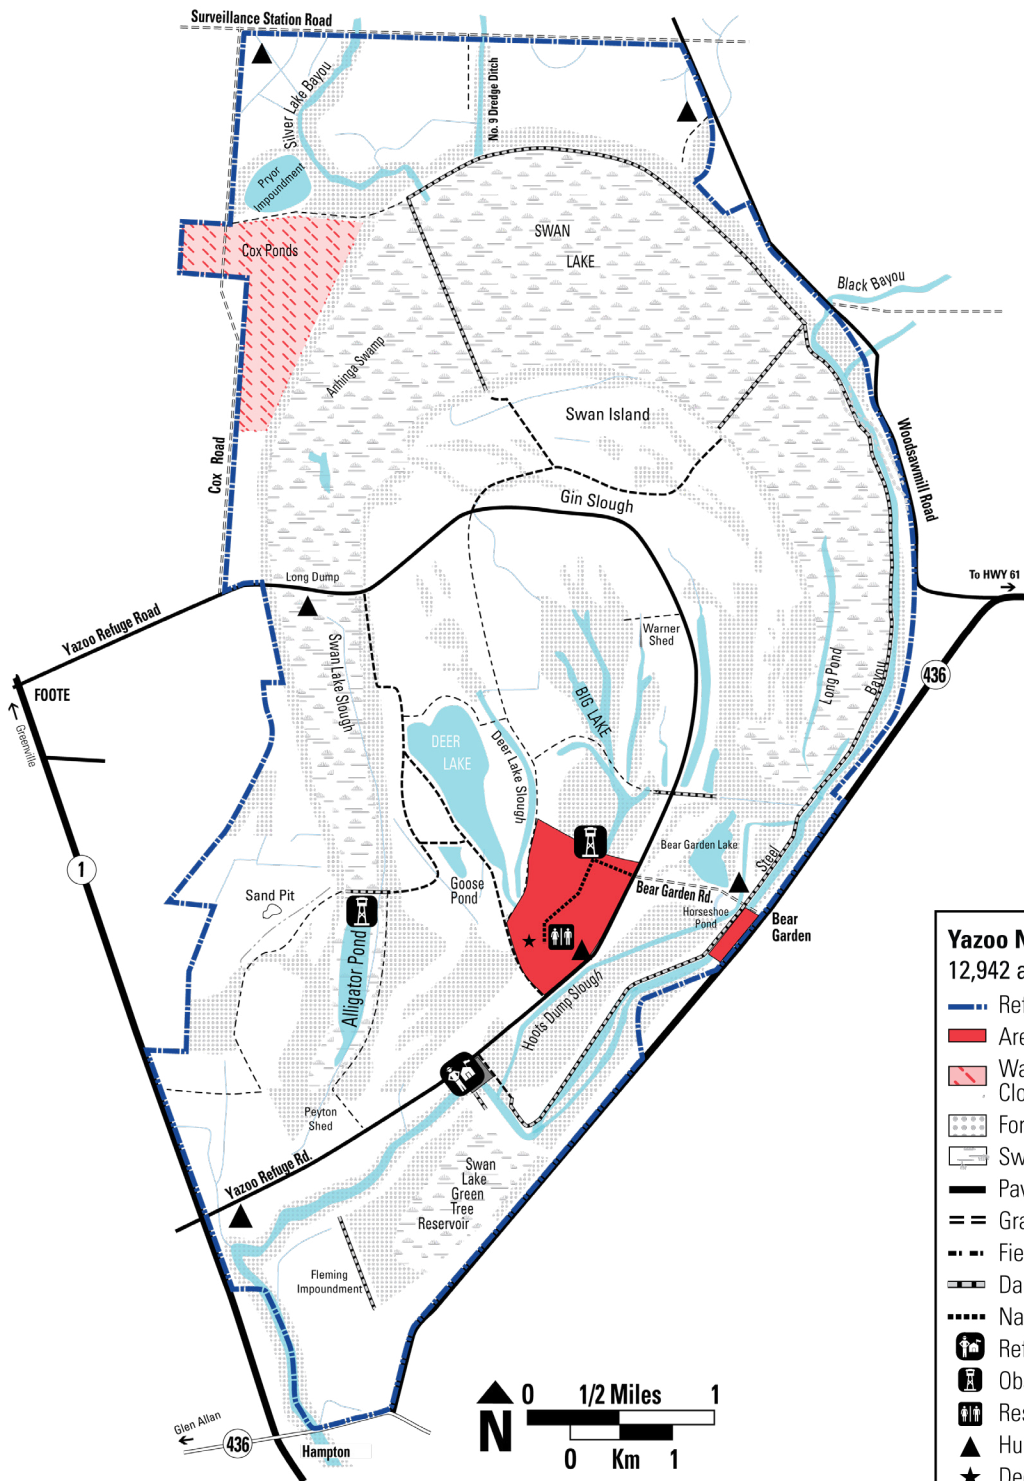 Surveillance Station Road
Silver Lake Bayou
No. 9 Dredge Ditch
Pryor
Impoundment
SWAN
LAKE
Cox Ponds
Black Bayou
Anhinga Swamp
Swan Island
Cox Road
Woodsawmill Road
Gin Slough
To HWY 61
Long Dump
Yazoo Refuge Road
Warner
Shed
Swan Lake Slough
Long Pond
Bayou
436
FOOTE
Greenville
BIG LAKE
DEER
LAKE
Deer Lake Slough
Bear Garden Lake
Steel
1
Goose
Pond
Sand Pit
Bear Garden Rd.
Horseshoe
Pond
Bear
Garden
Alligator Pond
Hoots Dump Slough
Peyton
Shed
Yazoo Refuge Rd.
Swan
Lake
Green
Tree
Reservoir
Fleming
Impoundment
Glen Allan
436
Hampton
N
0 1/2 Miles 1
0 Km 1
Yazoo N
12,942 a
Ref
Are
Wa
Clo
For
Sw
Pav
Gra
Fie
Da
Na
Ref
Ob
Res
Hu
De